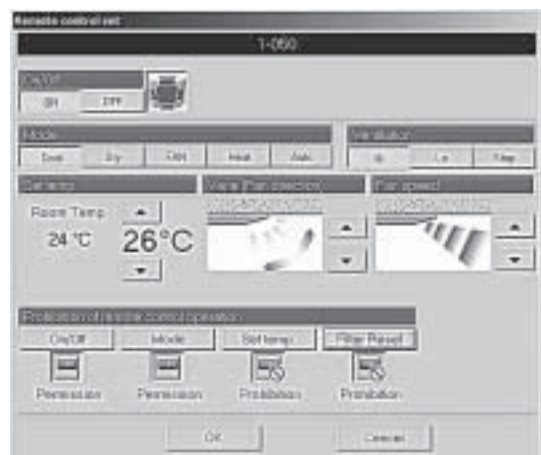 Remote control set
1-050
On/Off
ON OFF
Mode Ventilation
Cool Dry FAN Heat Auto Hi Lo Stop
Set temp. Vane (Fan direction) Fan speed
Room Temp.
24 °C 26°C
Prohibition of remote control operation
On/Off Mode Set temp. Filter Reset
Permission Permission Prohibition Prohibition
OK Cancel